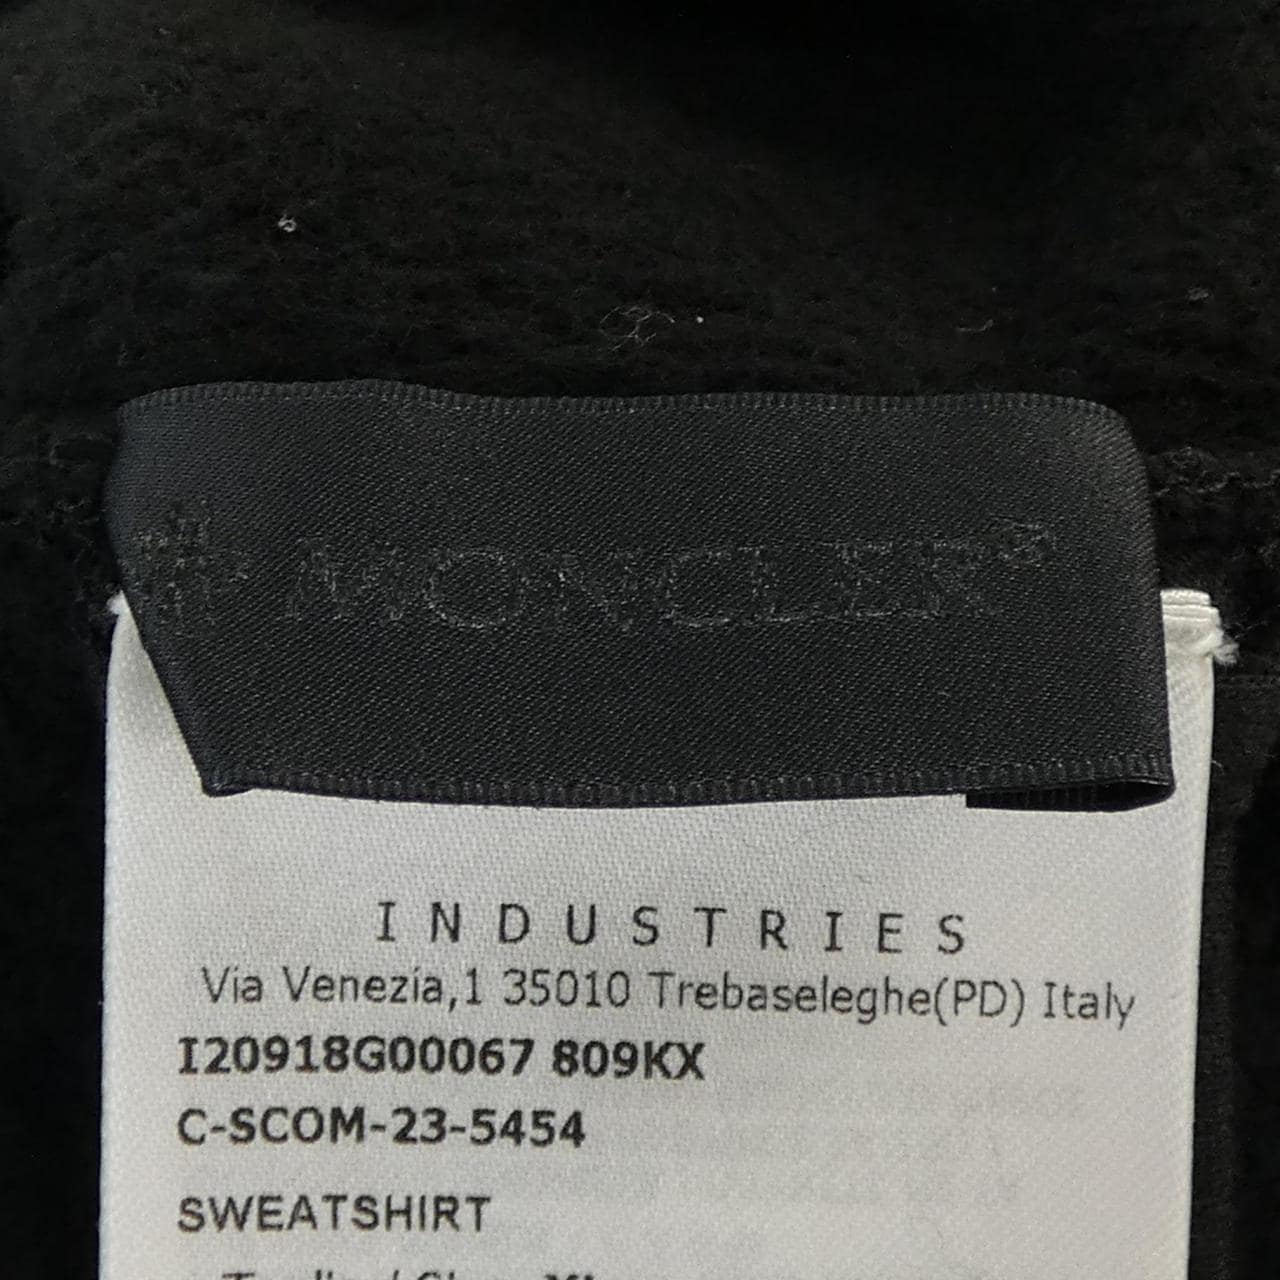 MONCLER
INDUSTRIES
Via Venezia,1 35010 Trebaseleghe(PD) Italy
I20918G00067 809KX
C-SCOM-23-5454
SWEATSHIRT